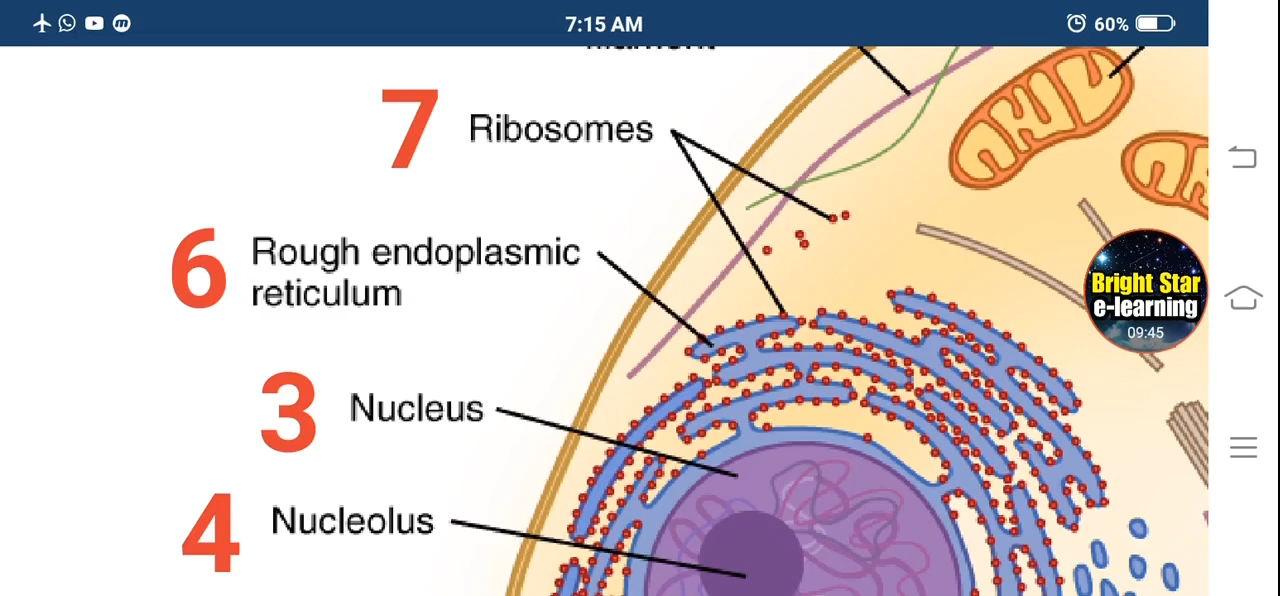 7:15 AM
60%
7 Ribosomes
6 Rough endoplasmic
reticulum
Bright Star
e-learning
09:45
3 Nucleus
4 Nucleolus